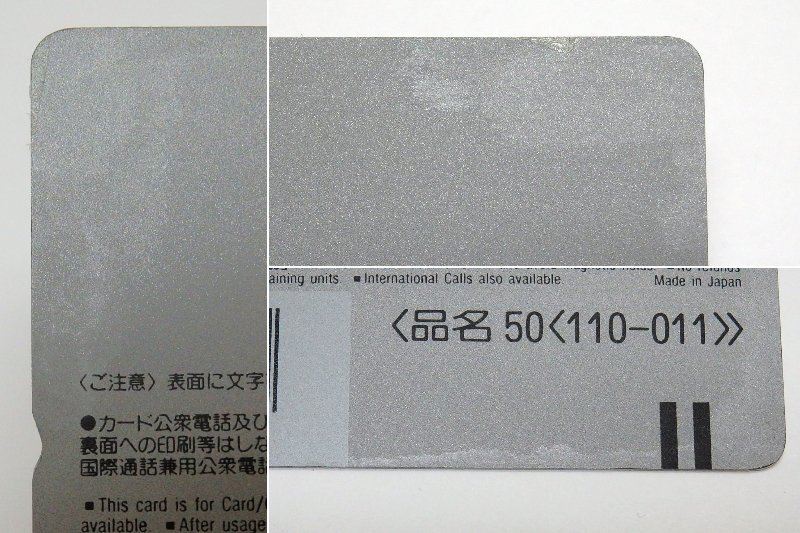 〈ご注意〉表面に文字
●カード公衆電話及び
裏面への印刷等はしな
国際通話兼用公衆電話
■This card is for Card/
available. ■After usage
aining units. ■International Calls also available.
Made in Japan
〈品名 50〈110-011〉〉